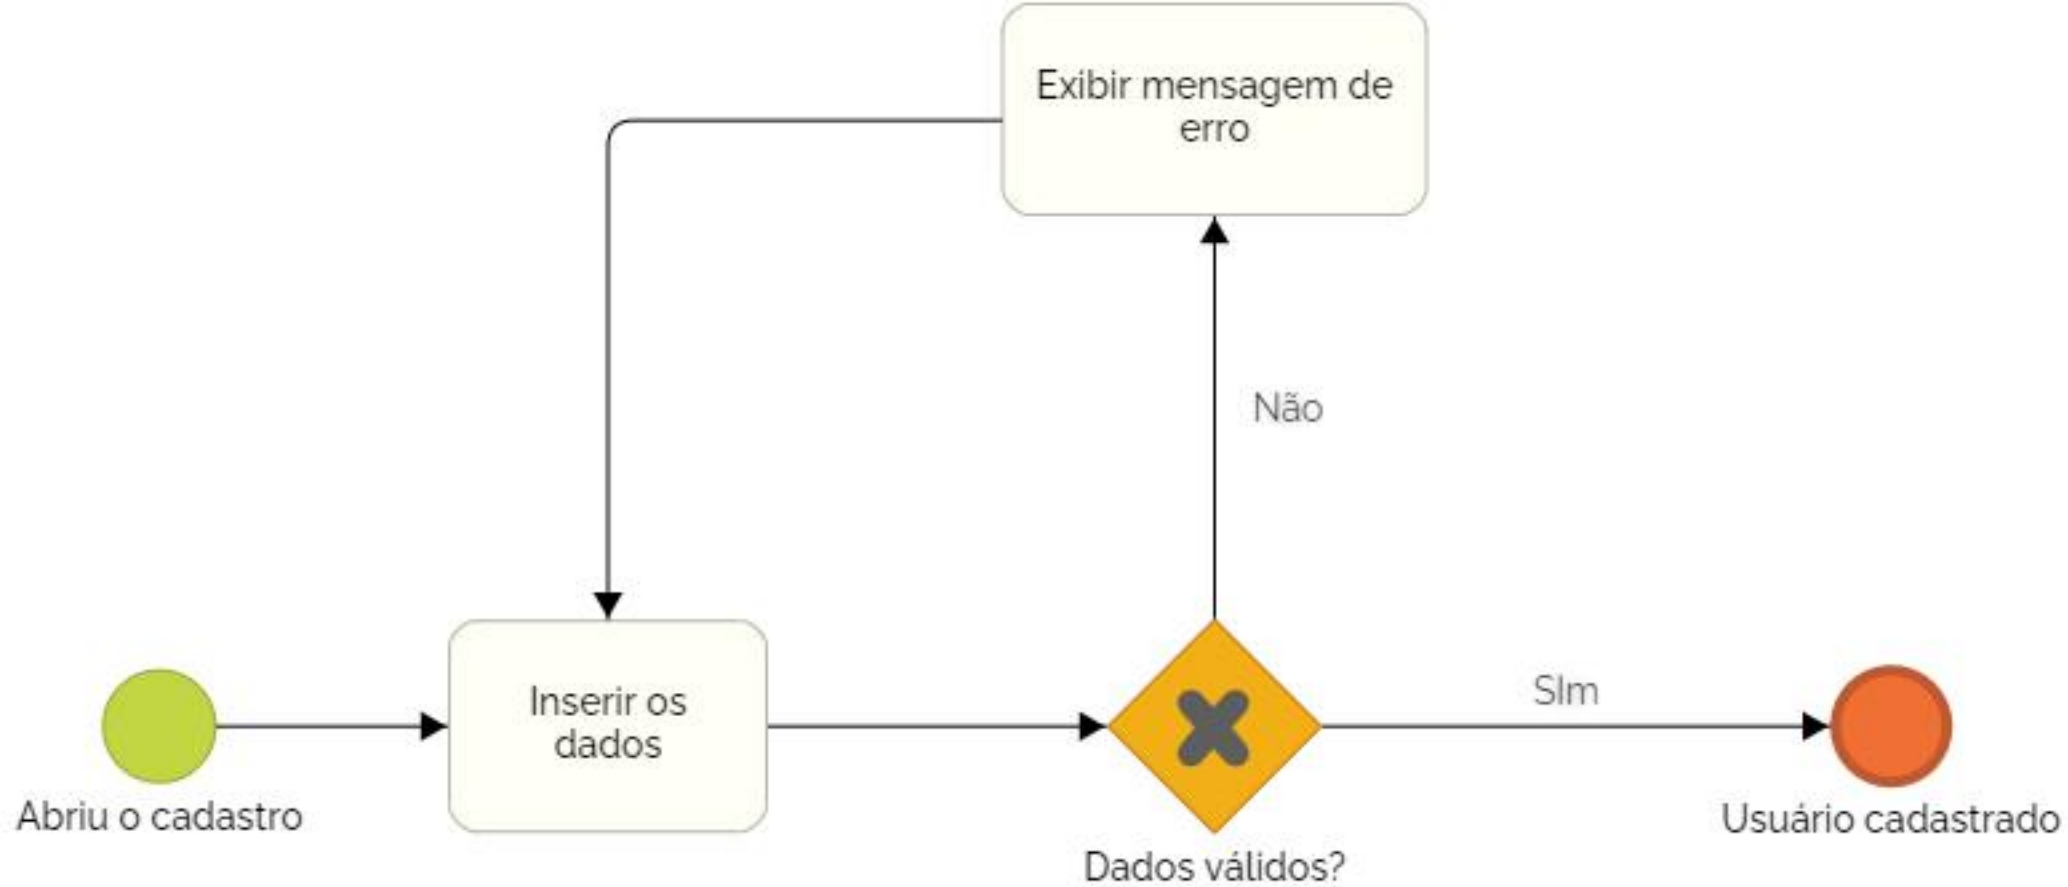 Exibir mensagem de
erro
Não
Inserir os
dados
SIm
Abriu o cadastro
Usuário cadastrado
Dados válidos?